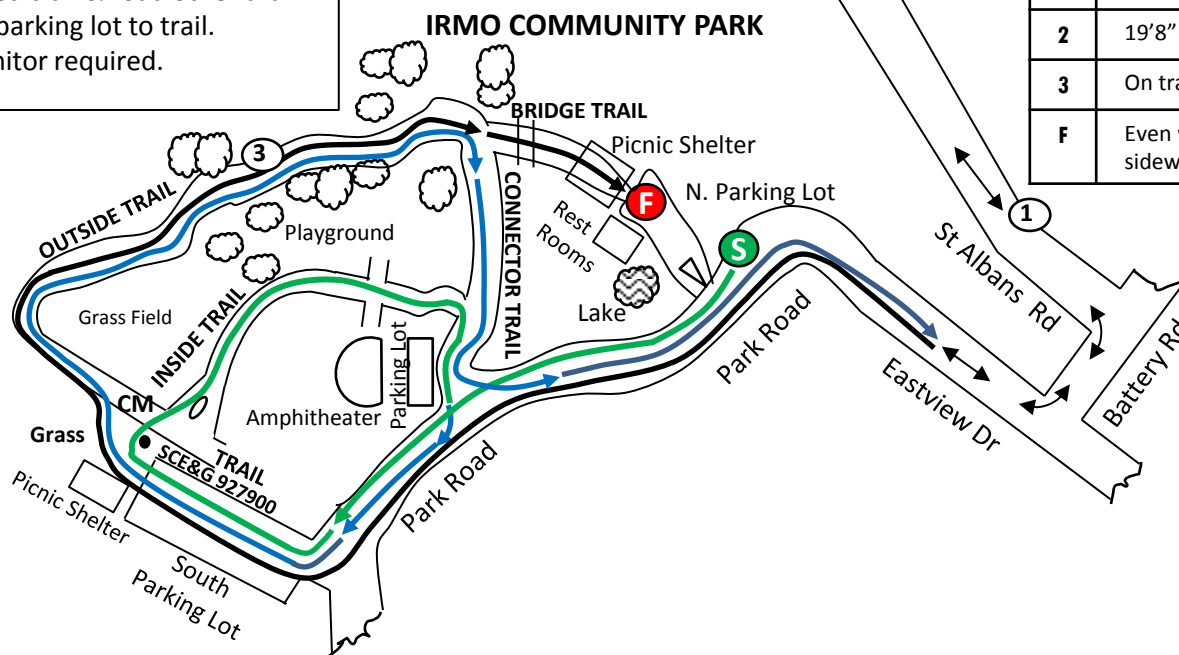 parking lot to trail.
nitor required.
IRMO COMMUNITY PARK
2 19'8"
3 On tra
F Even
sidew
BRIDGE TRAIL
Picnic Shelter
3
F
N. Parking Lot
1
OUTSIDE TRAIL
CONNECTOR TRAIL
Rest
Rooms
S
St Albans Rd
Playground
Grass Field
INSIDE TRAIL
Lake
Park Road
Eastview Dr
Battery Rd
CM
Amphitheater
Parking Lot
Grass
TRAIL
SCE&G 927900
Picnic Shelter
Park Road
South
Parking Lot